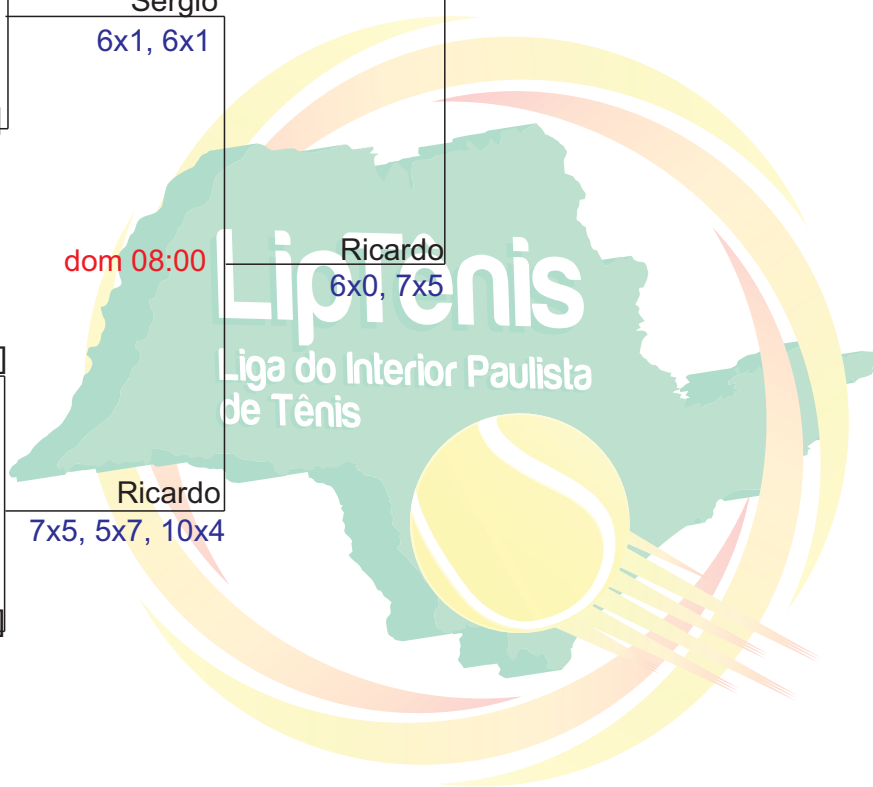 Sergio
6x1, 6x1
dom 08:00
Ricardo
6x0, 7x5
LipTênis
Liga do Interior Paulista
de Tênis
]
Ricardo
7x5, 5x7, 10x4
]